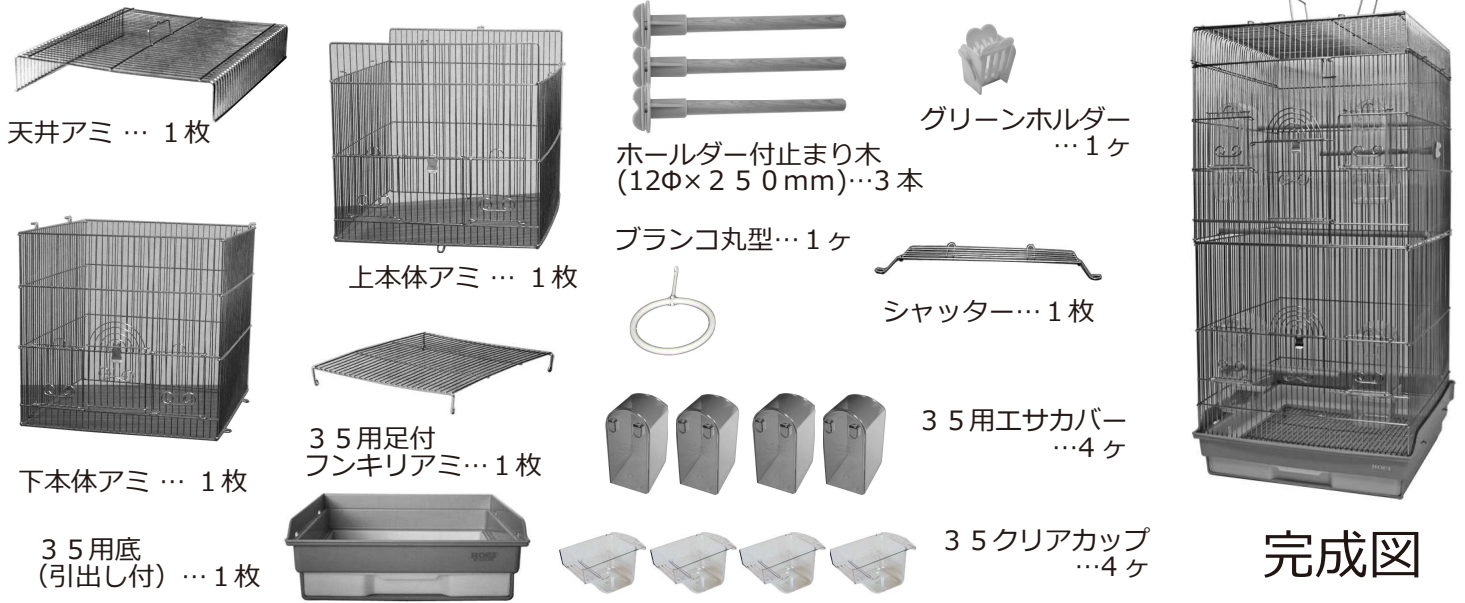 天井アミ … 1枚
上本体アミ … 1枚
ホールダー付止まり木
(12Φ×２５０mm)…3本
グリーンホルダー
…1ヶ
ブランコ丸型…1ヶ
シャッター…1枚
下本体アミ … 1枚
３５用足付
フンキリアミ…1枚
３５用エサカバー
…4ヶ
３５用底
（引出し付）…1枚
３５クリアカップ
…4ヶ
HOEI
完成図